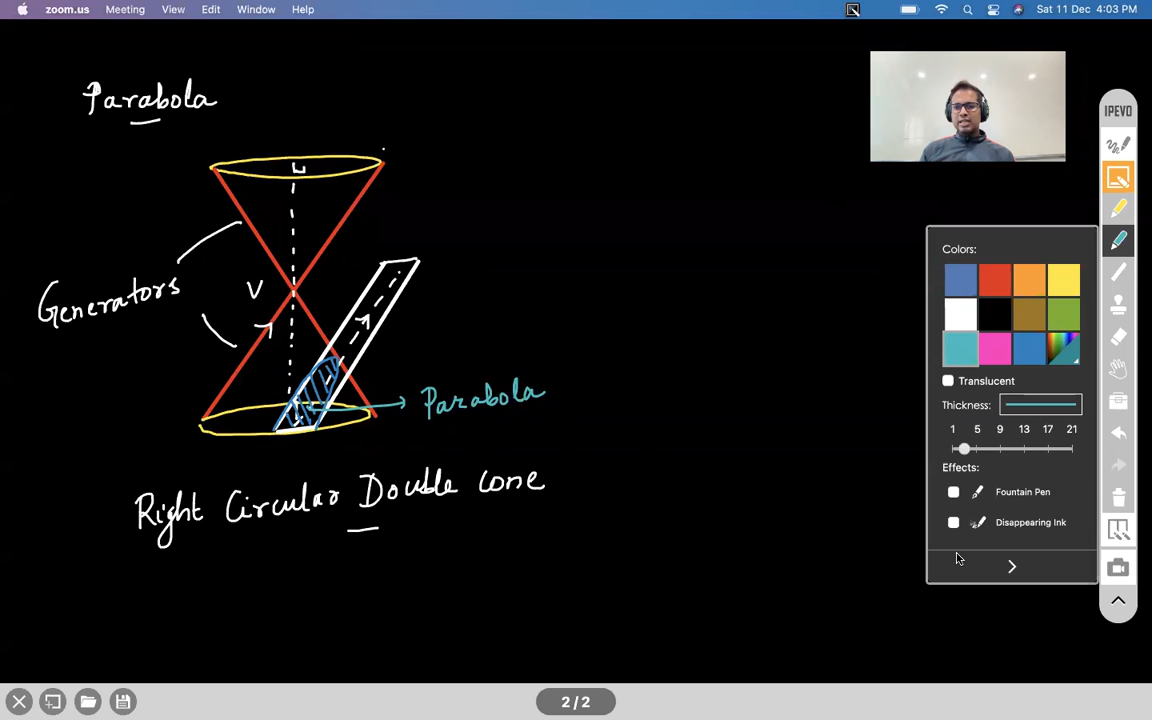 zoom.us Meeting View Edit Window Help Sat 11 Dec 4:03 PM
Parabola
Generators
V
Parabola
Right Circular Double cone
IPEVO
Colors:
Translucent
Thickness:
1 5 9 13 17 21
Effects:
Fountain Pen
Disappearing Ink
2 / 2